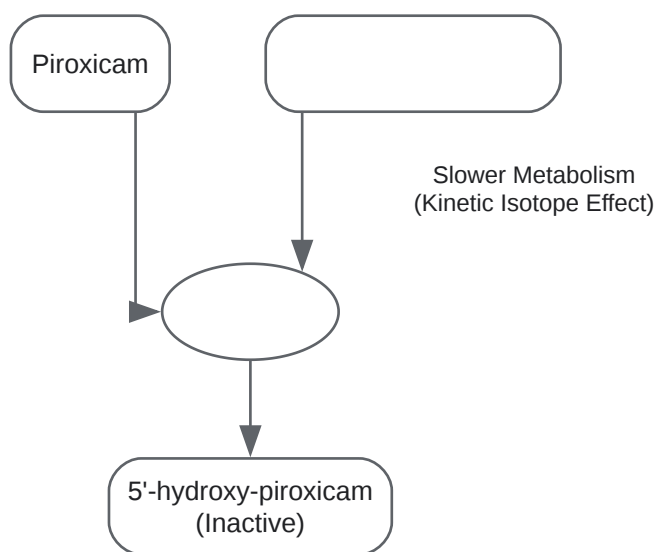 Piroxicam
Slower Metabolism
(Kinetic Isotope Effect)
5'-hydroxy-piroxicam
(Inactive)